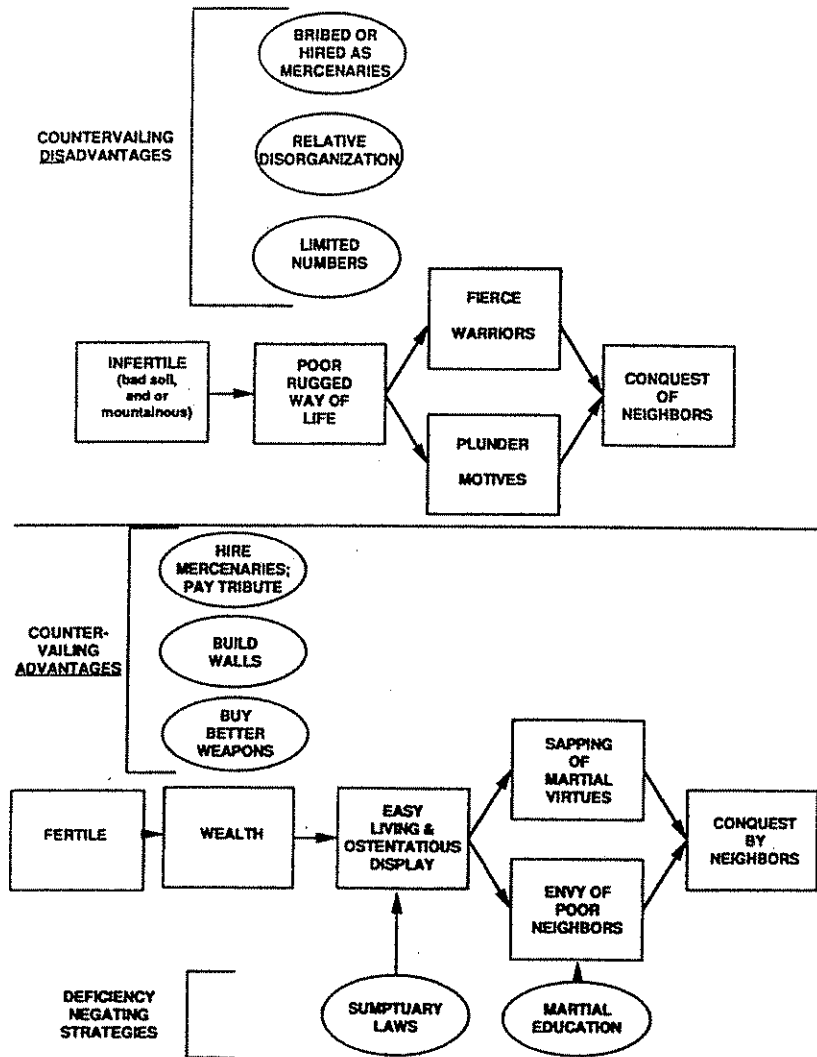 BRIBED OR
HIRED AS
MERCENARIES
COUNTERVAILING
DISADVANTAGES
RELATIVE
DISORGANIZATION
LIMITED
NUMBERS
INFERTILE
(bad soil,
and or
mountainous)
POOR
RUGGED
WAY OF
LIFE
FIERCE
WARRIORS
PLUNDER
MOTIVES
CONQUEST
OF
NEIGHBORS
HIRE
MERCENARIES;
PAY TRIBUTE
COUNTER-
VAILING
ADVANTAGES
BUILD
WALLS
BUY
BETTER
WEAPONS
FERTILE
WEALTH
EASY
LIVING &
OSTENTATIOUS
DISPLAY
SAPPING
OF
MARTIAL
VIRTUES
ENVY OF
POOR
NEIGHBORS
CONQUEST
BY
NEIGHBORS
DEFICIENCY
NEGATING
STRATEGIES
SUMPTUARY
LAWS
MARTIAL
EDUCATION